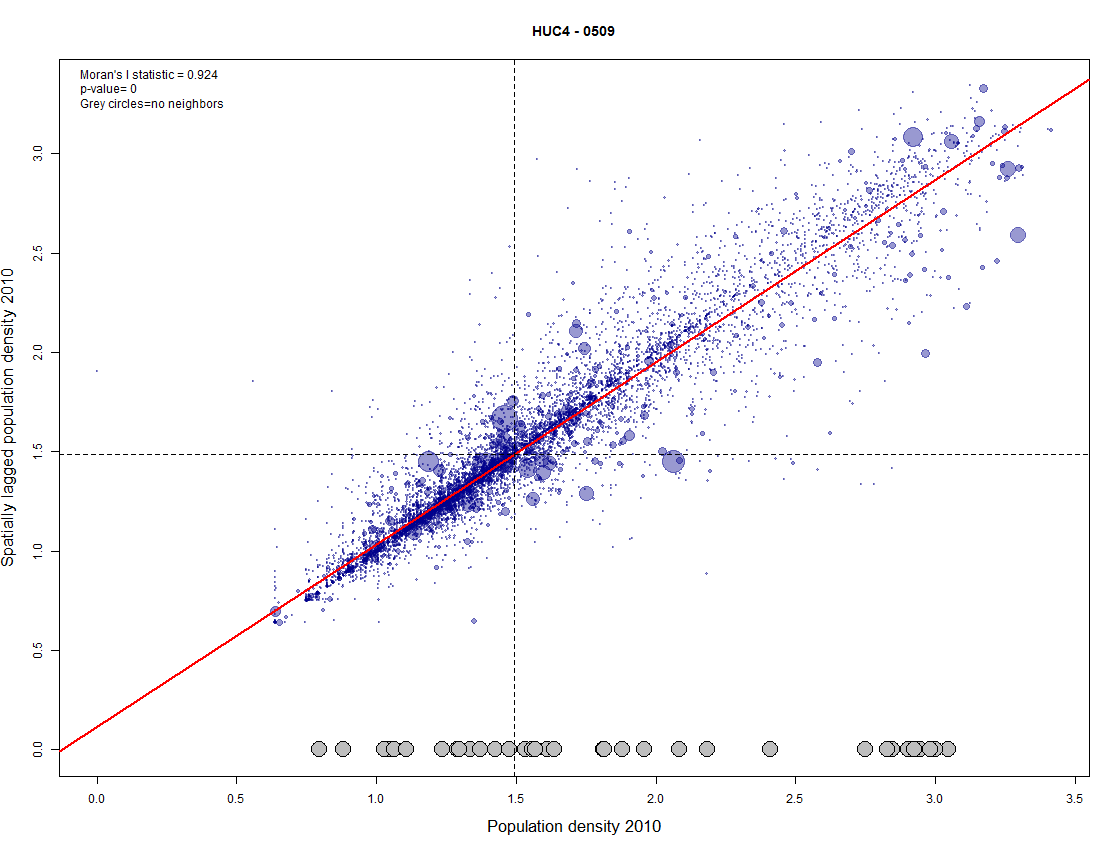 HUC4 - 0509
Moran's I statistic = 0.924
p-value= 0
Grey circles=no neighbors
Spatially lagged population density 2010
3.0
2.5
2.0
1.5
1.0
0.5
0.0
0.0 0.5 1.0 1.5 2.0 2.5 3.0 3.5
Population density 2010